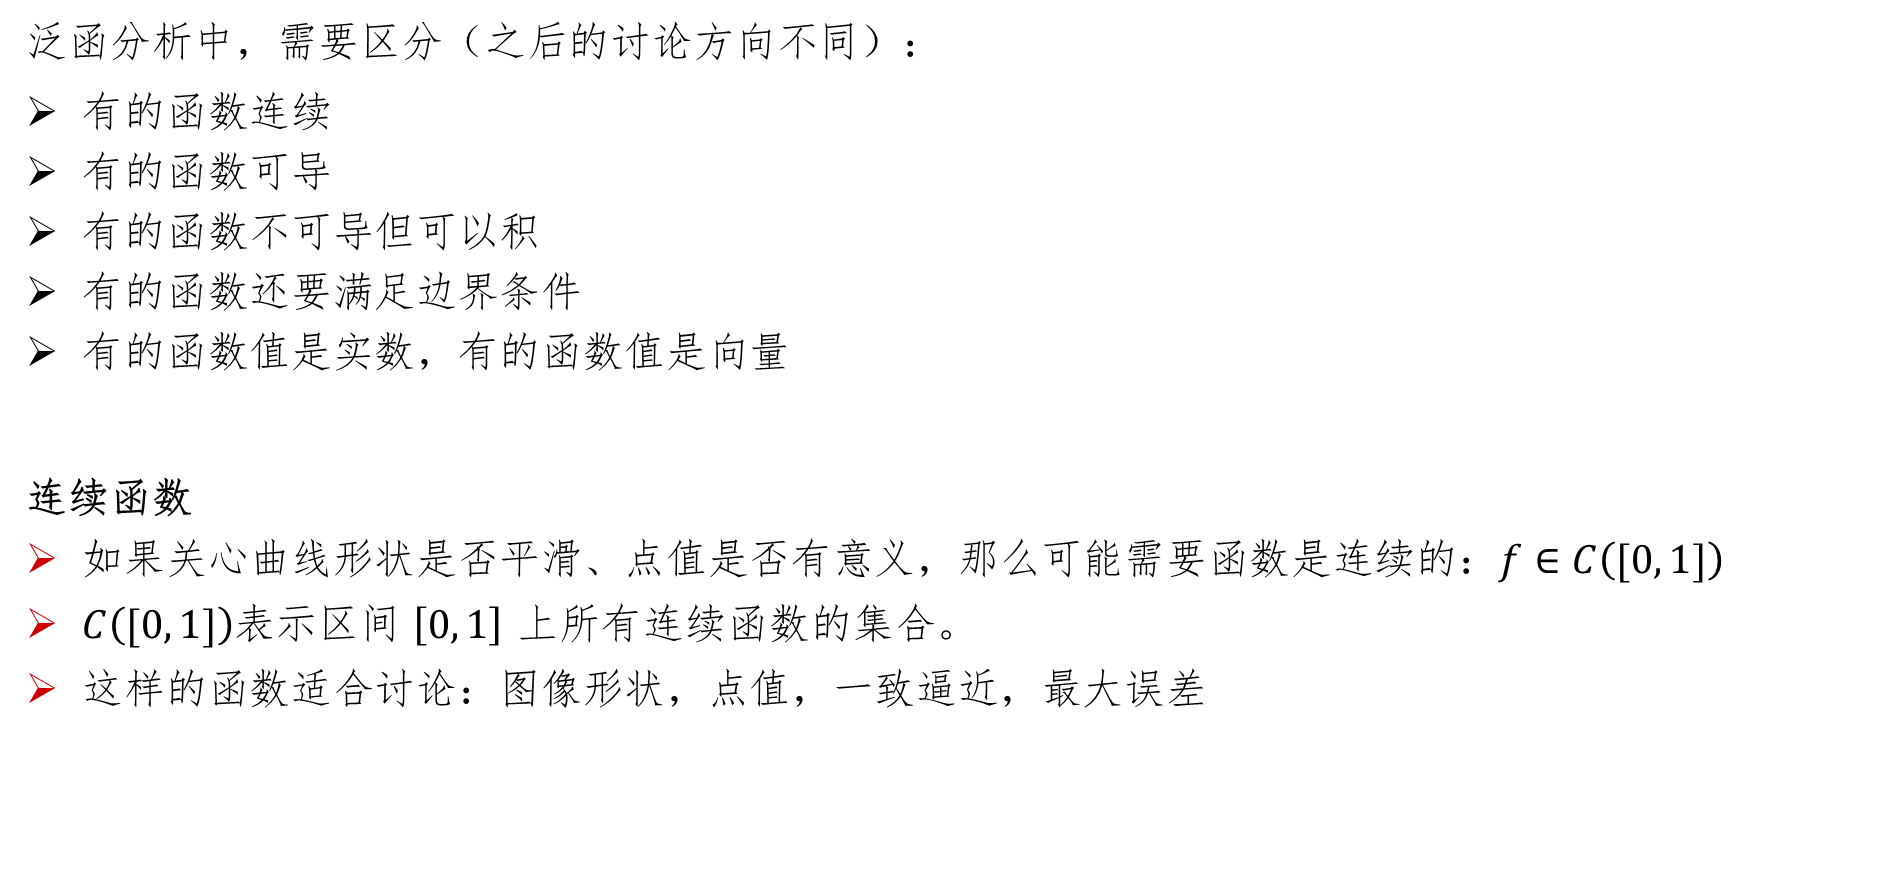 泛函分析中，需要区分（之后的讨论方向不同）：
➢ 有的函数连续
➢ 有的函数可导
➢ 有的函数不可导但可以积
➢ 有的函数还要满足边界条件
➢ 有的函数值是实数，有的函数值是向量
连续函数
➢ 如果关心曲线形状是否平滑、点值是否有意义，那么可能需要函数是连续的：f ∈ C([0, 1])
➢ C([0, 1])表示区间 [0, 1] 上所有连续函数的集合。
➢ 这样的函数适合讨论：图像形状，点值，一致逼近，最大误差